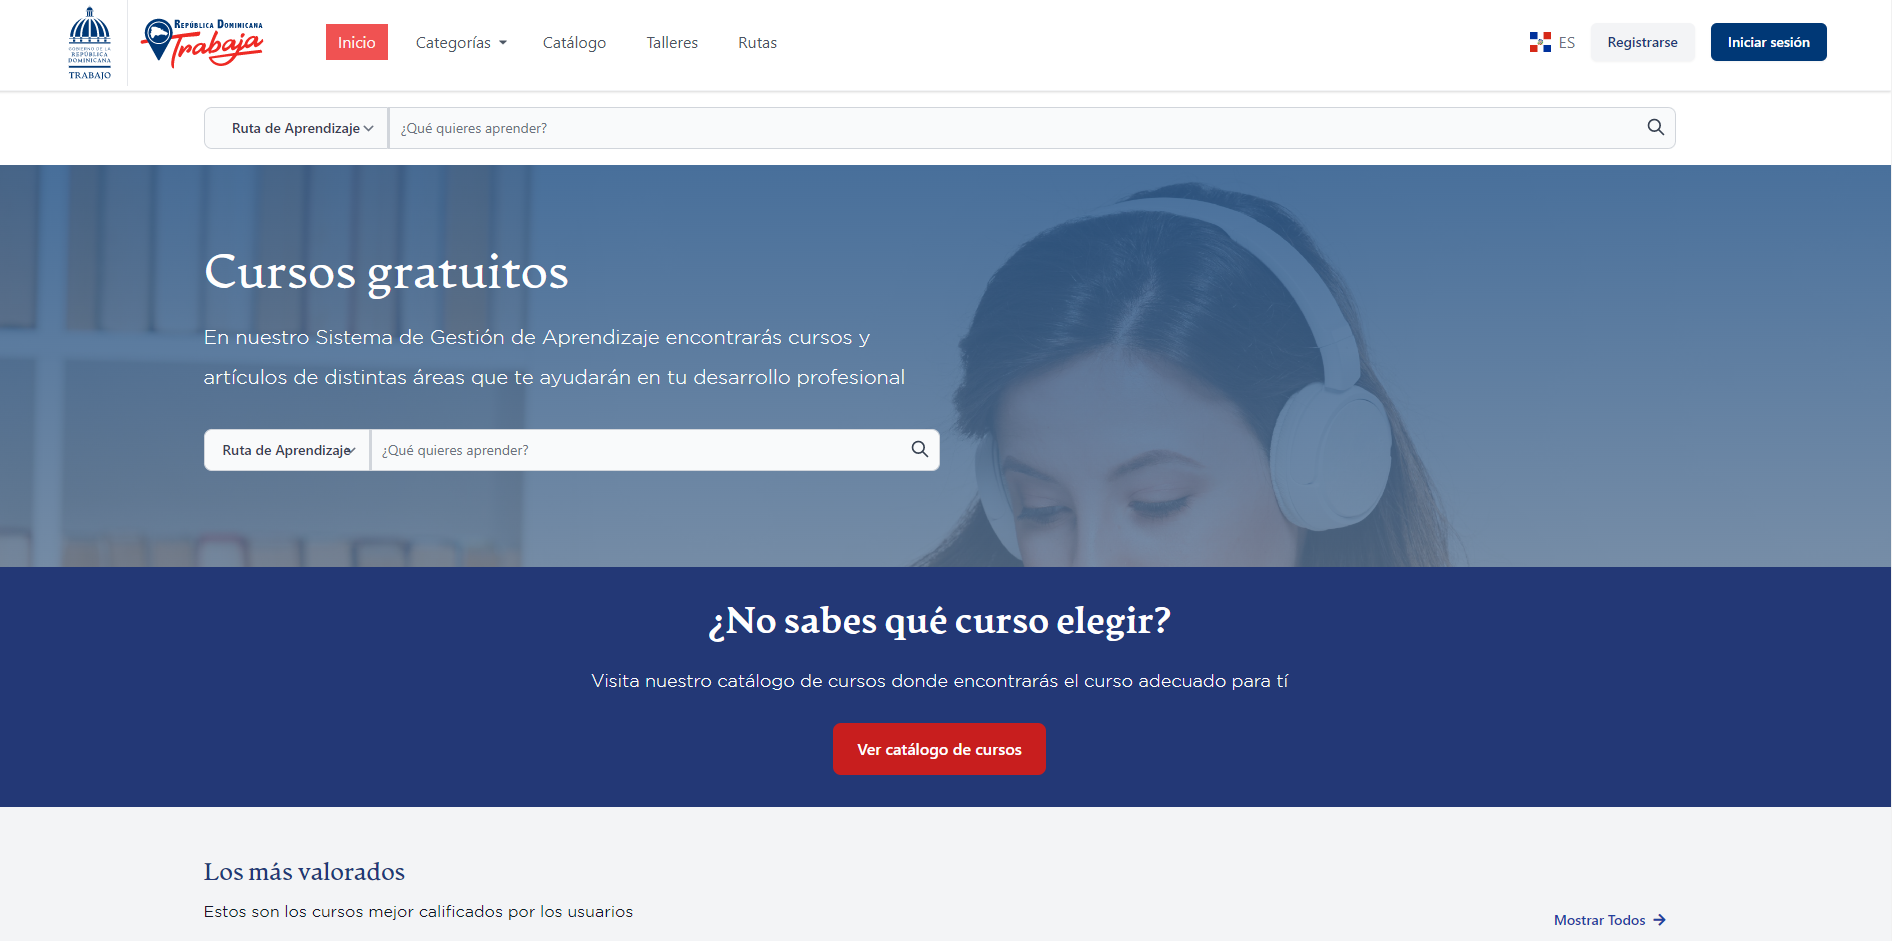 GOBIERNO DE LA
REPÚBLICA
DOMINICANA
TRABAJO
REPÚBLICA DOMINICANA
Trabaja
Inicio
Categorías
Catálogo
Talleres
Rutas
ES
Registrarse
Iniciar sesión
Ruta de Aprendizaje
¿Qué quieres aprender?
Cursos gratuitos
En nuestro Sistema de Gestión de Aprendizaje encontrarás cursos y
artículos de distintas áreas que te ayudarán en tu desarrollo profesional
Ruta de Aprendizaje
¿Qué quieres aprender?
¿No sabes qué curso elegir?
Visita nuestro catálogo de cursos donde encontrarás el curso adecuado para tí
Ver catálogo de cursos
Los más valorados
Estos son los cursos mejor calificados por los usuarios
Mostrar Todos